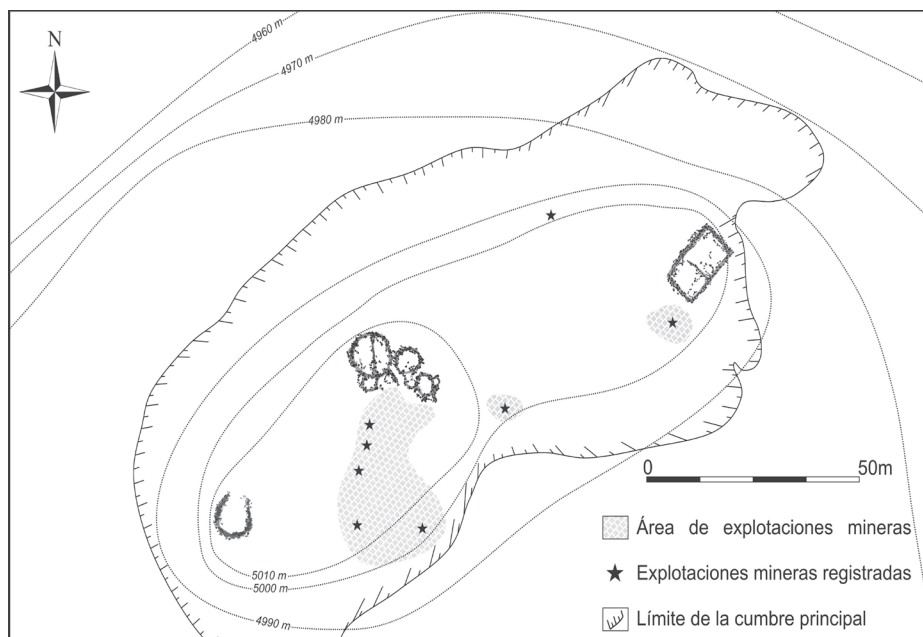 N
4960 m
4970 m
4980 m
0 50m
Área de explotaciones mineras
5010 m
Explotaciones mineras registradas
5000 m
4990 m
Límite de la cumbre principal